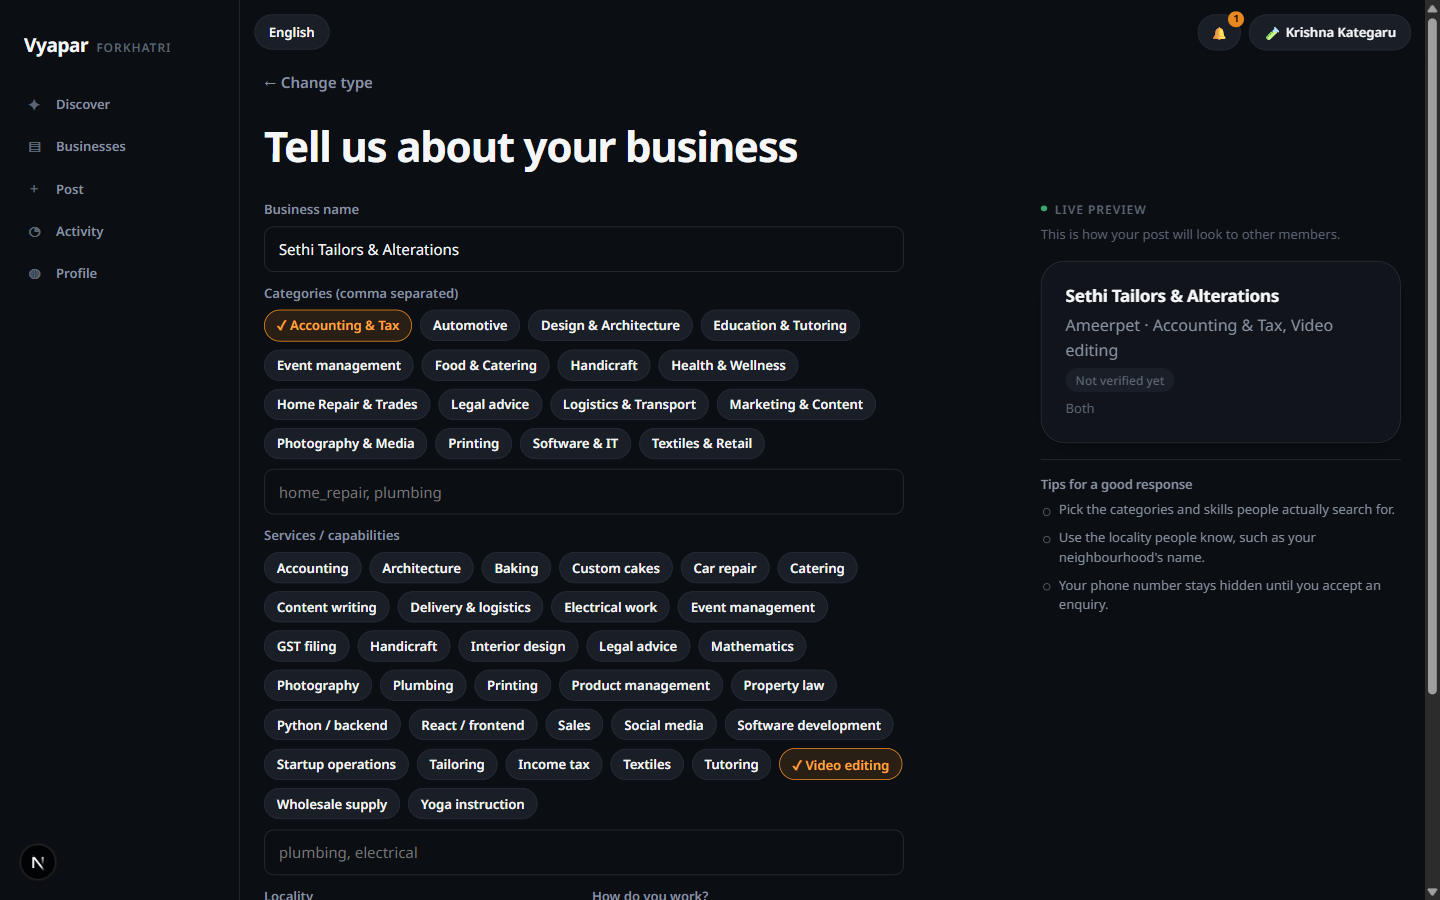 Vyapar FORKHATRI
Discover
Businesses
Post
Activity
Profile
N
English
1
Krishna Kategaru
← Change type
Tell us about your business
Business name
Sethi Tailors & Alterations
Categories (comma separated)
✓ Accounting & Tax Automotive Design & Architecture Education & Tutoring
Event management Food & Catering Handicraft Health & Wellness
Home Repair & Trades Legal advice Logistics & Transport Marketing & Content
Photography & Media Printing Software & IT Textiles & Retail
home_repair, plumbing
Services / capabilities
Accounting Architecture Baking Custom cakes Car repair Catering
Content writing Delivery & logistics Electrical work Event management
GST filing Handicraft Interior design Legal advice Mathematics
Photography Plumbing Printing Product management Property law
Python / backend React / frontend Sales Social media Software development
Startup operations Tailoring Income tax Textiles Tutoring ✓ Video editing
Wholesale supply Yoga instruction
plumbing, electrical
Locality How do you work?
LIVE PREVIEW
This is how your post will look to other members.
Sethi Tailors & Alterations
Ameerpet · Accounting & Tax, Video
editing
Not verified yet
Both
Tips for a good response
Pick the categories and skills people actually search for.
Use the locality people know, such as your
neighbourhood's name.
Your phone number stays hidden until you accept an
enquiry.